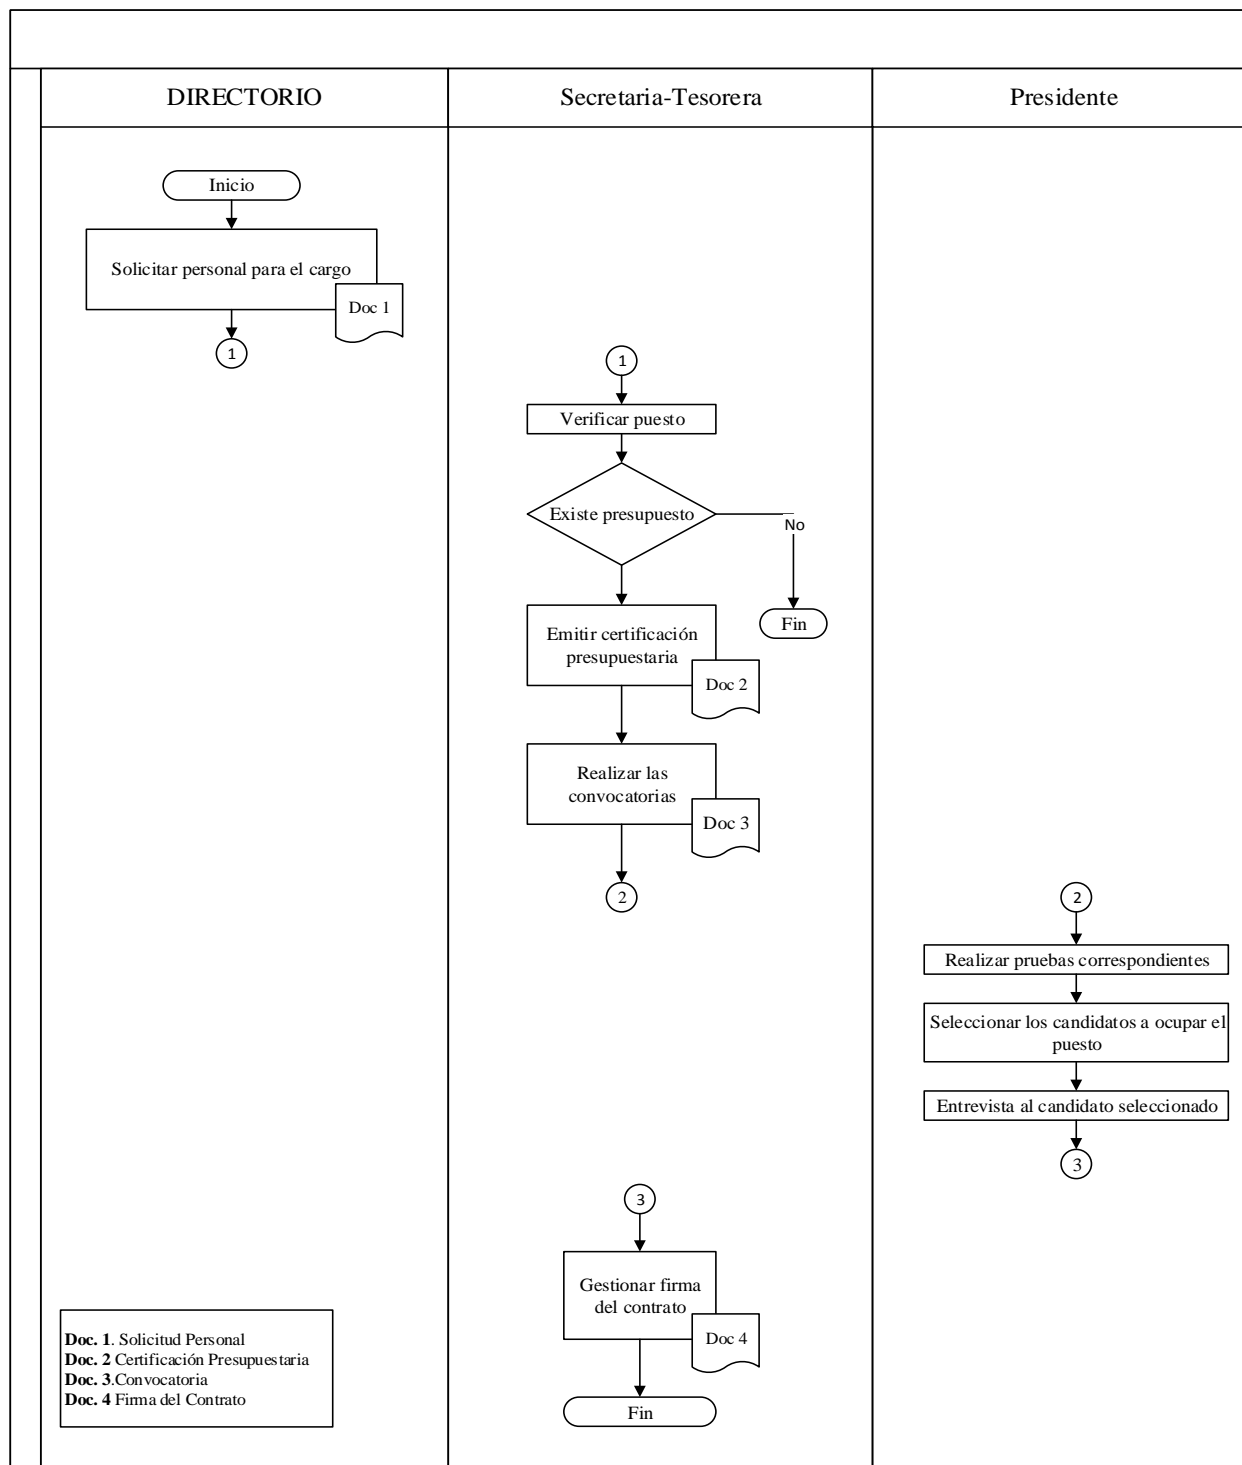 DIRECTORIO
Secretaria-Tesorera
Presidente
Inicio
Solicitar personal para el cargo
Doc 1
1
1
Verificar puesto
Existe presupuesto
No
Fin
Emitir certificación
presupuestaria
Doc 2
Realizar las
convocatorias
Doc 3
2
2
Realizar pruebas correspondientes
Seleccionar los candidatos a ocupar el
puesto
Entrevista al candidato seleccionado
3
3
Gestionar firma
del contrato
Doc 4
Fin
Doc. 1. Solicitud Personal
Doc. 2 Certificación Presupuestaria
Doc. 3.Convocatoria
Doc. 4 Firma del Contrato